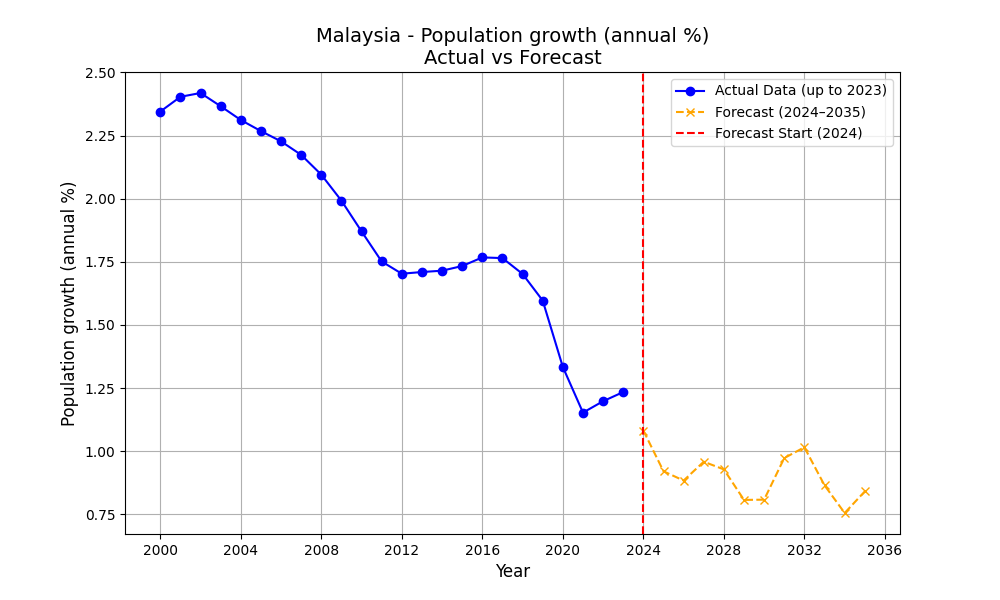 Malaysia - Population growth (annual %)
Actual vs Forecast
Population growth (annual %)
2.50
2.25
2.00
1.75
1.50
1.25
1.00
0.75
Actual Data (up to 2023)
Forecast (2024–2035)
Forecast Start (2024)
2000 2004 2008 2012 2016 2020 2024 2028 2032 2036
Year